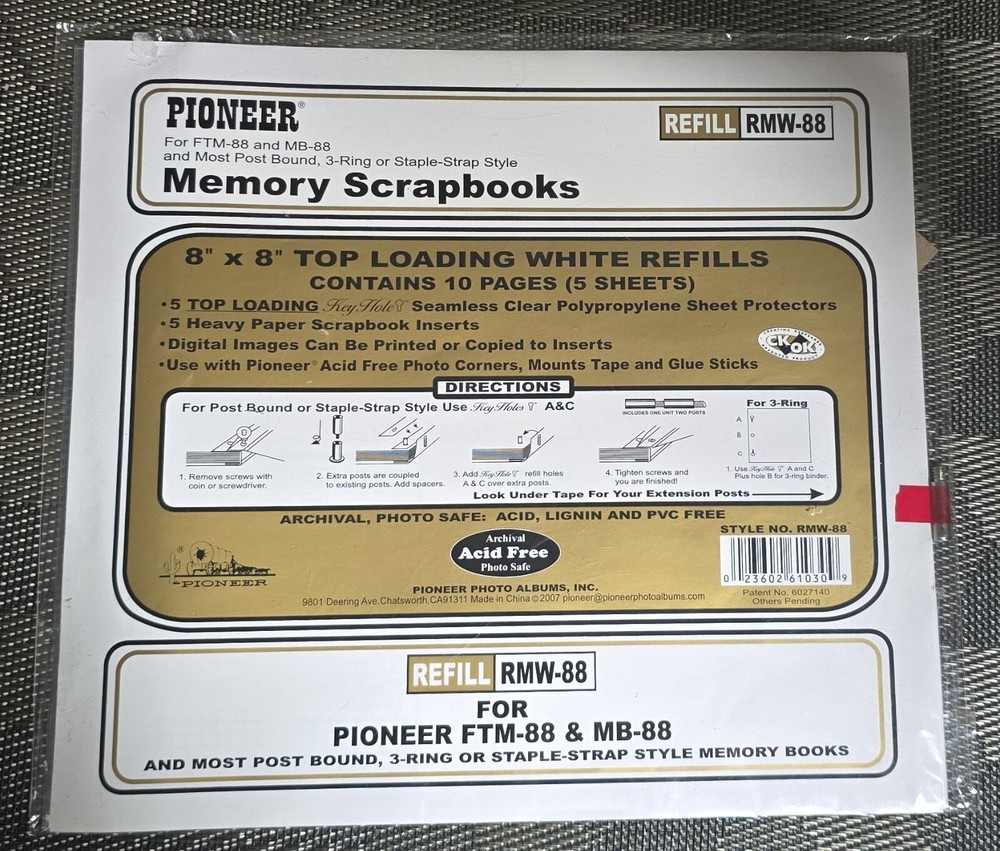 PIONEER®
For FTM-88 and MB-88
and Most Post Bound, 3-Ring or Staple-Strap Style
Memory Scrapbooks
REFILL RMW-88
8" x 8" TOP LOADING WHITE REFILLS
CONTAINS 10 PAGES (5 SHEETS)
•5 TOP LOADING KeyHole Seamless Clear Polypropylene Sheet Protectors
•5 Heavy Paper Scrapbook Inserts
•Digital Images Can Be Printed or Copied to Inserts
•Use with Pioneer® Acid Free Photo Corners, Mounts Tape and Glue Sticks
CK OK
DIRECTIONS
For Post Bound or Staple-Strap Style Use KeyHoles A&C
INCLUDES ONE UNIT TWO POSTS
For 3-Ring
A
B
C
1. Remove screws with
coin or screwdriver.
2. Extra posts are coupled
to existing posts. Add spacers.
3. Add KeyHole refill holes
A & C over extra posts.
4. Tighten screws and
you are finished!
1. Use KeyHole A and C
Plus hole B for 3-ring binder.
Look Under Tape For Your Extension Posts
ARCHIVAL, PHOTO SAFE: ACID, LIGNIN AND PVC FREE
STYLE NO. RMW-88
Archival
Acid Free
Photo Safe
®
PIONEER
0 23602 61030 9
PIONEER PHOTO ALBUMS, INC.
9801 Deering Ave. Chatsworth, CA91311 Made in China © 2007 pioneer@pioneerphotoalbums.com
Patent No. 6027140
Others Pending
REFILL RMW-88
FOR
PIONEER FTM-88 & MB-88
AND MOST POST BOUND, 3-RING OR STAPLE-STRAP STYLE MEMORY BOOKS